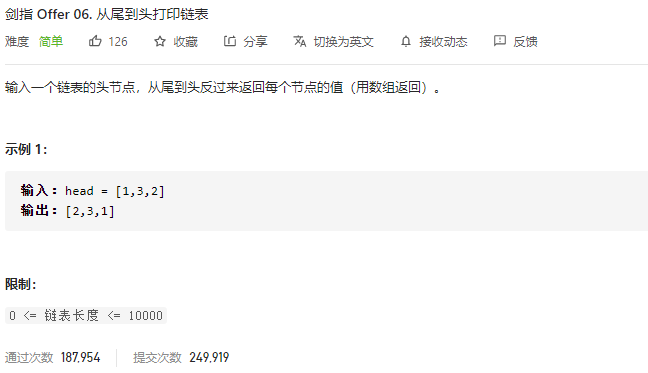 剑指 Offer 06. 从尾到头打印链表
难度 简单 126 收藏 分享 切换为英文 接收动态 反馈
输入一个链表的头节点，从尾到头反过来返回每个节点的值（用数组返回）。
示例 1：
输入：head = [1,3,2]
输出：[2,3,1]
限制：
0 <= 链表长度 <= 10000
通过次数 187,954 提交次数 249,919